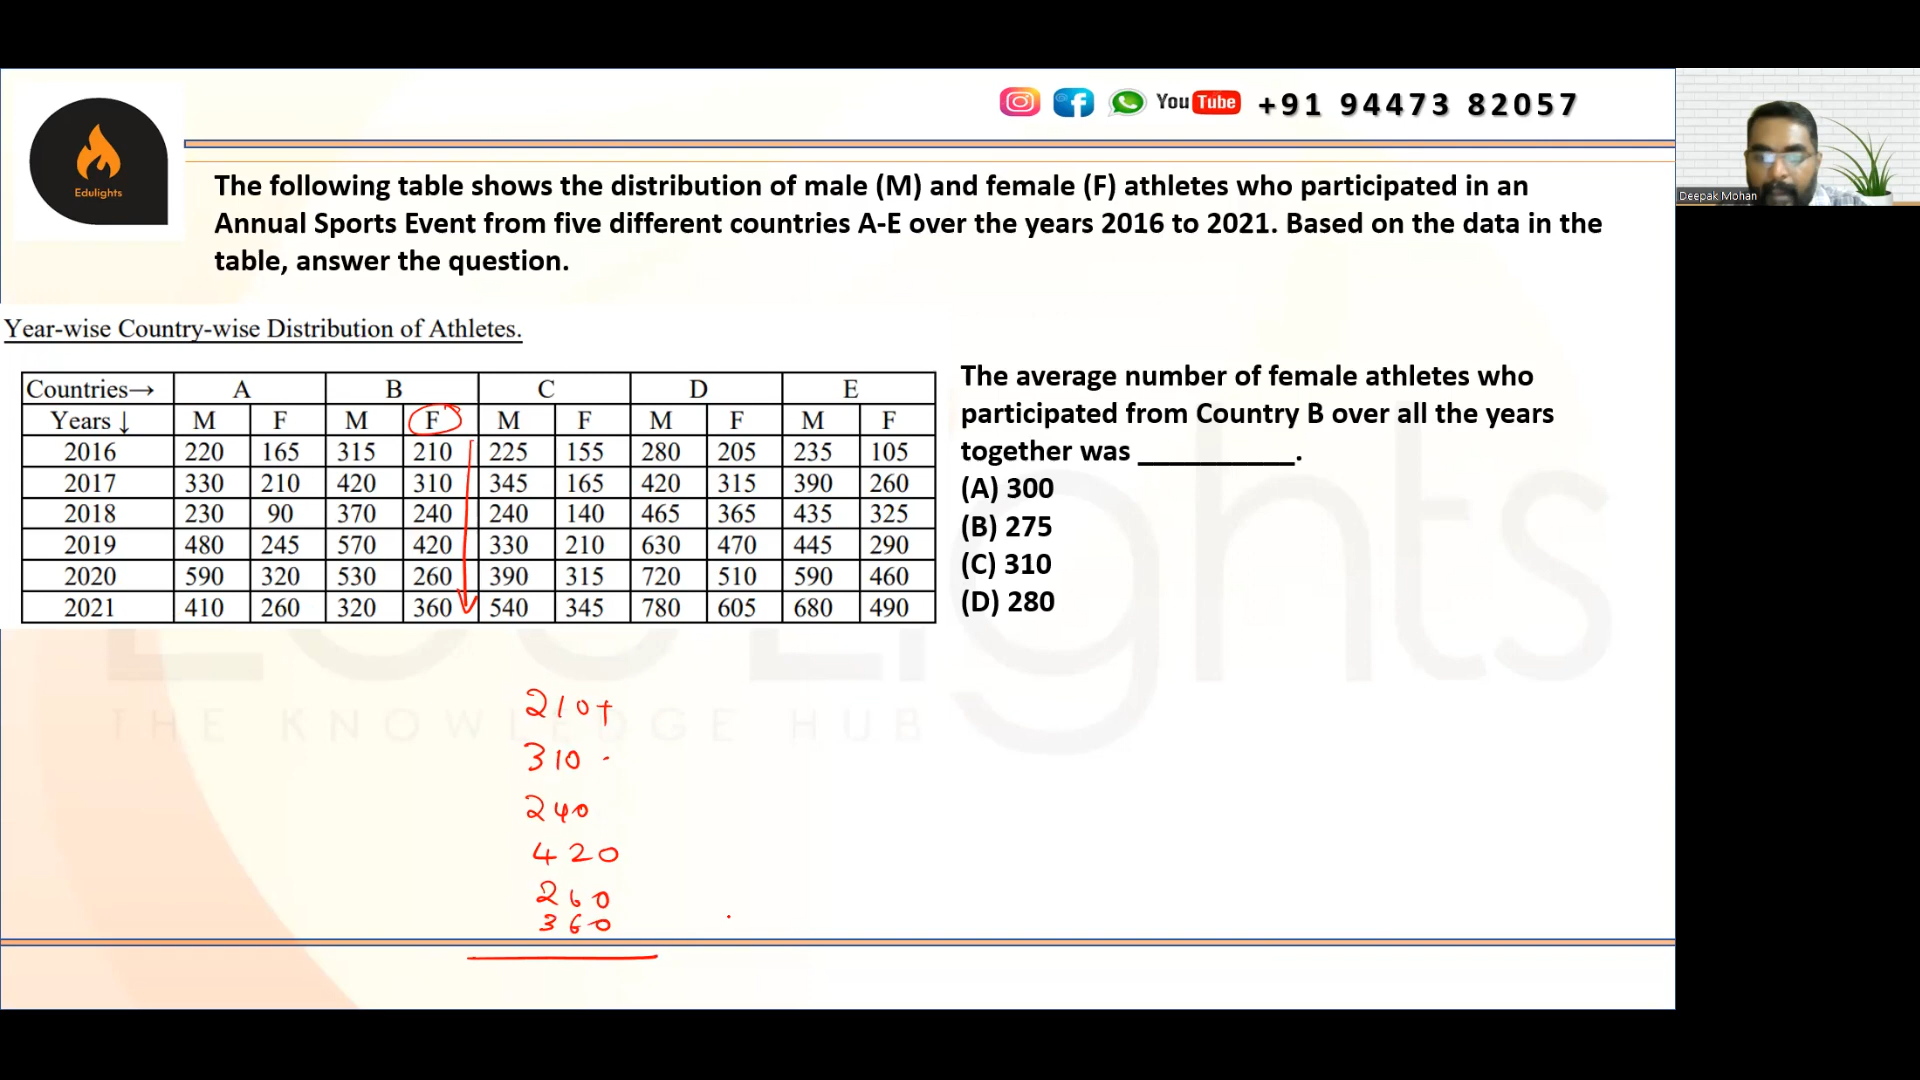 You Tube +91 94473 82057
Edulights
Deepak Mohan
The following table shows the distribution of male (M) and female (F) athletes who participated in an
Annual Sports Event from five different countries A-E over the years 2016 to 2021. Based on the data in the
table, answer the question.
Year-wise Country-wise Distribution of Athletes.
Countries→ A B C D E
Years ↓ M F M F M F M F M F
2016 220 165 315 210 225 155 280 205 235 105
2017 330 210 420 310 345 165 420 315 390 260
2018 230 90 370 240 240 140 465 365 435 325
2019 480 245 570 420 330 210 630 470 445 290
2020 590 320 530 260 390 315 720 510 590 460
2021 410 260 320 360 540 345 780 605 680 490
The average number of female athletes who
participated from Country B over all the years
together was __________.
(A) 300
(B) 275
(C) 310
(D) 280
EduLights
THE KNOWLEDGE HUB
210+
310
240
420
260
360